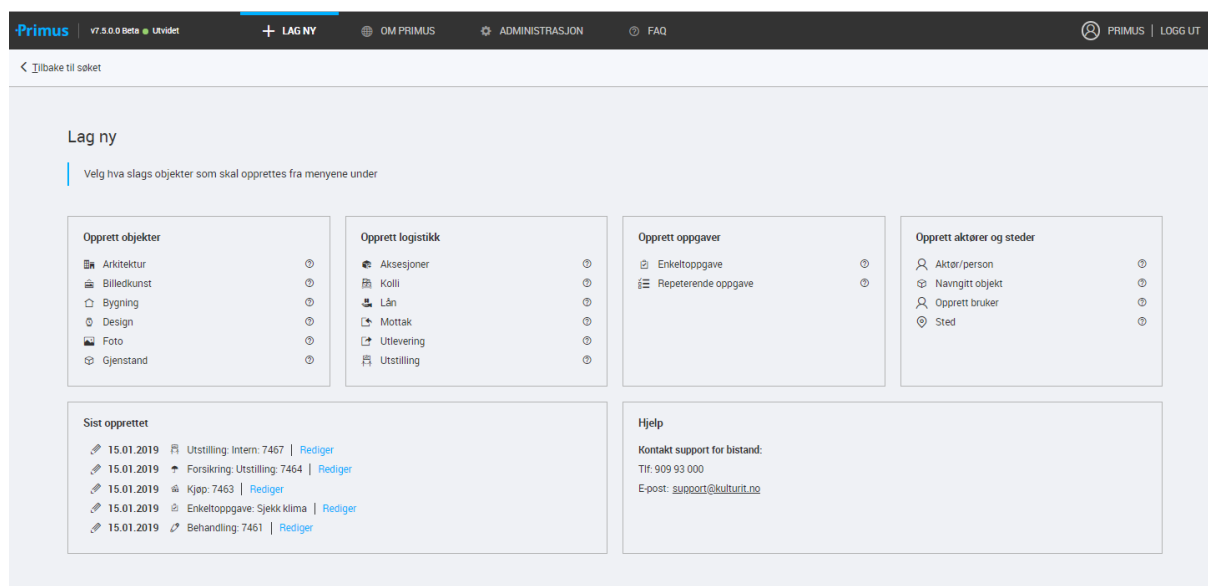 Primus v7.5.0.0 Beta Utvidet LAG NY OM PRIMUS ADMINISTRASJON FAQ PRIMUS | LOGG UT
Tilbake til søket
Lag ny
Velg hva slags objekter som skal opprettes fra menyene under
Opprett objekter
Arkitektur
Billedkunst
Bygning
Design
Foto
Gjenstand
Opprett logistikk
Aksesjoner
Kolli
Lån
Mottak
Utlevering
Utstilling
Opprett oppgaver
Enkeltoppgave
Repeterende oppgave
Opprett aktører og steder
Aktør/person
Navngitt objekt
Opprett bruker
Sted
Sist opprettet
15.01.2019 Utstilling: Intern: 7467 | Rediger
15.01.2019 Forsikring: Utstilling: 7464 | Rediger
15.01.2019 Kjøp: 7463 | Rediger
15.01.2019 Enkeltoppgave: Sjekk klima | Rediger
15.01.2019 Behandling: 7461 | Rediger
Hjelp
Kontakt support for bistand:
Tlf: 909 93 000
E-post: support@kulturit.no